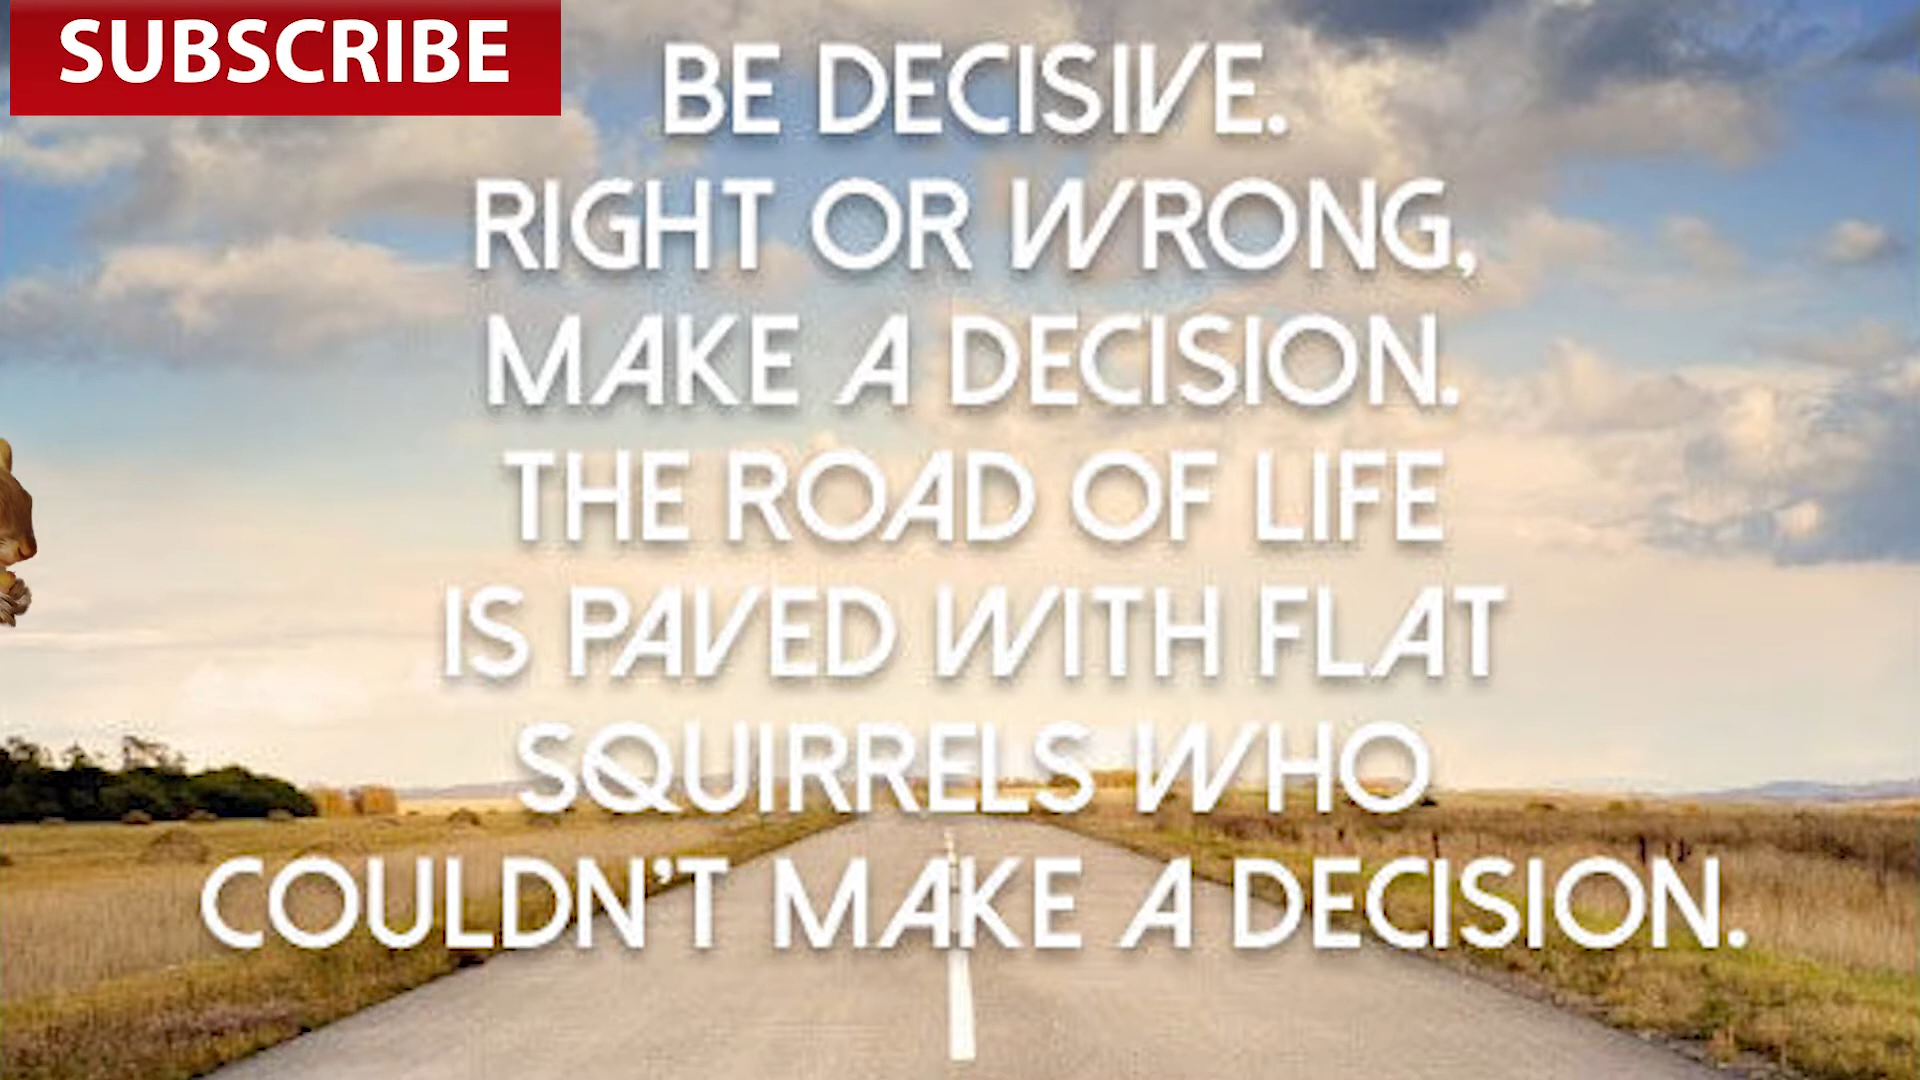 SUBSCRIBE
BE DECISIVE.
RIGHT OR WRONG,
MAKE A DECISION.
THE ROAD OF LIFE
IS PAVED WITH FLAT
SQUIRRELS WHO
COULDN'T MAKE A DECISION.